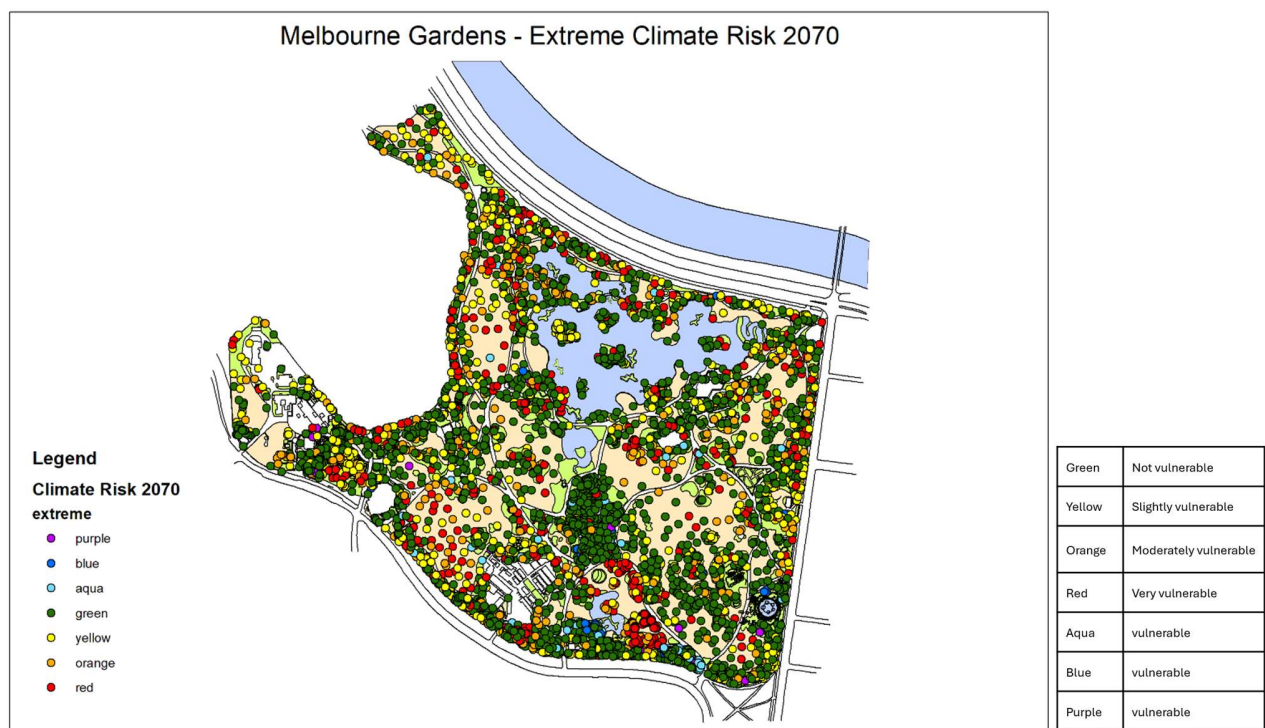 Melbourne Gardens - Extreme Climate Risk 2070
Legend
Climate Risk 2070
extreme
purple
blue
aqua
green
yellow
orange
red
Green Not vulnerable
Yellow Slightly vulnerable
Orange Moderately vulnerable
Red Very vulnerable
Aqua vulnerable
Blue vulnerable
Purple vulnerable